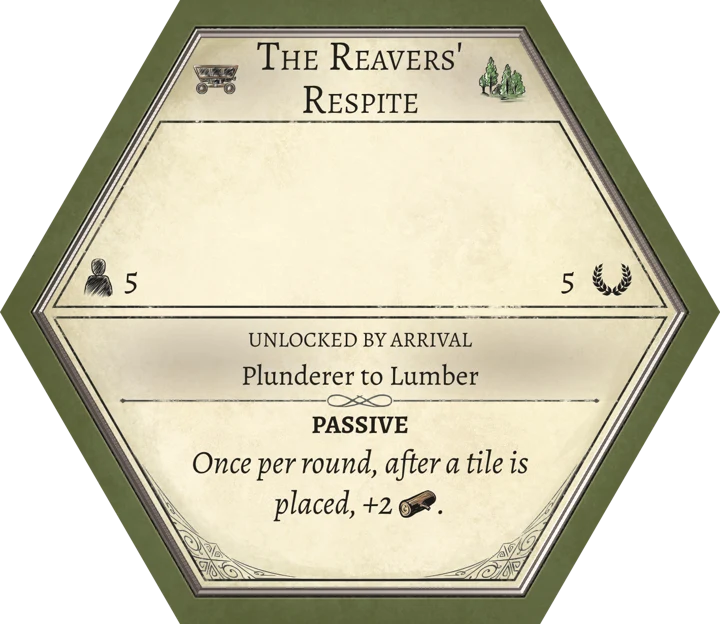 The Reavers'
Respite
5
5
UNLOCKED BY ARRIVAL
Plunderer to Lumber
PASSIVE
Once per round, after a tile is
placed, +2 .